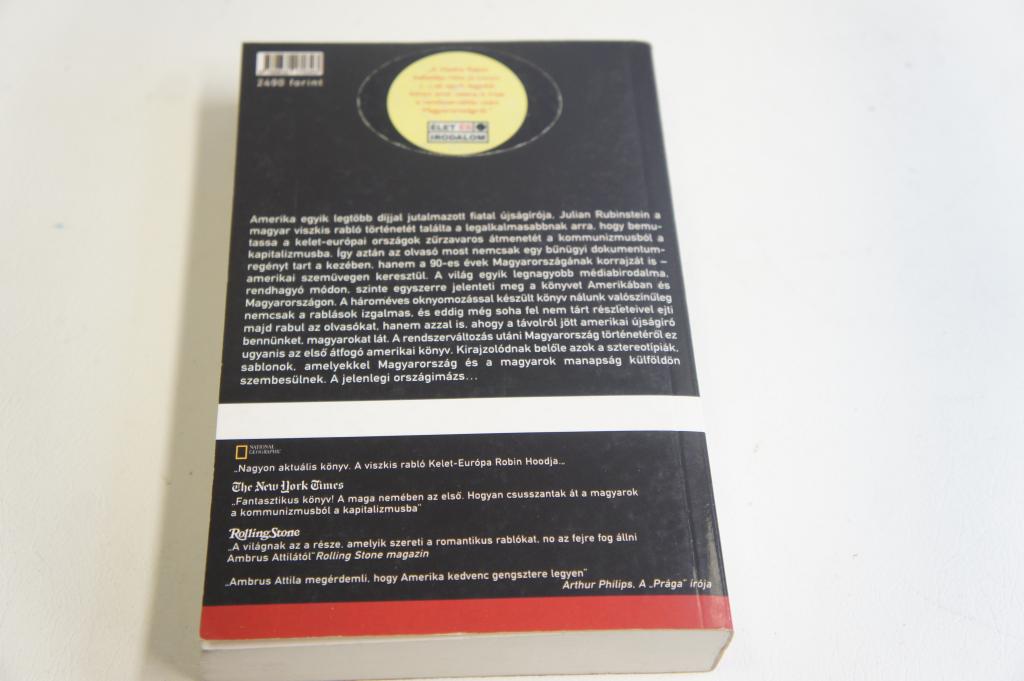 2490 forint
ÉLET ÉS
IRODALOM
Amerika egyik legtöbb díjjal jutalmazott fiatal újságírója, Julian Rubinstein a
magyar viszkis rabló történetét találta a legalkalmasabbnak arra, hogy bemu-
tassa a kelet-európai országok zűrzavaros átmenetét a kommunizmusból a
kapitalizmusba. Így aztán az olvasó most nemcsak egy bűnügyi dokumentum-
regényt tart a kezében, hanem a 90-es évek Magyarországának korrajzát is –
amerikai szemüvegen keresztül. A világ egyik legnagyobb médiabirodalma,
rendhagyó módon, szinte egyszerre jelenteti meg a könyvet Amerikában és
Magyarországon. A hároméves oknyomozással készült könyv nálunk valószínűleg
nemcsak a rablások izgalmas, és eddig még soha fel nem tárt részleteivel ejti
majd rabul az olvasókat, hanem azzal is, ahogy a távolról jött amerikai újságíró
bennünket, magyarokat lát. A rendszerváltozás utáni Magyarország történetéről ez
ugyanis az első átfogó amerikai könyv. Kirajzolódnak belőle azok a sztereotípiák,
sablonok, amelyekkel Magyarország és a magyarok manapság külföldön
szembesülnek. A jelenlegi országimázs...
NATIONAL
GEOGRAPHIC
„Nagyon aktuális könyv. A viszkis rabló Kelet-Európa Robin Hoodja...
The New York Times
„Fantasztikus könyv! A maga nemében az első. Hogyan csusszantak át a magyarok
a kommunizmusból a kapitalizmusba"
RollingStone
„A világnak az a része, amelyik szereti a romantikus rablókat, no az fejre fog állni
Ambrus Attilától" Rolling Stone magazin
„Ambrus Attila megérdemli, hogy Amerika kedvenc gengsztere legyen"
Arthur Philips, A „Prága" írója